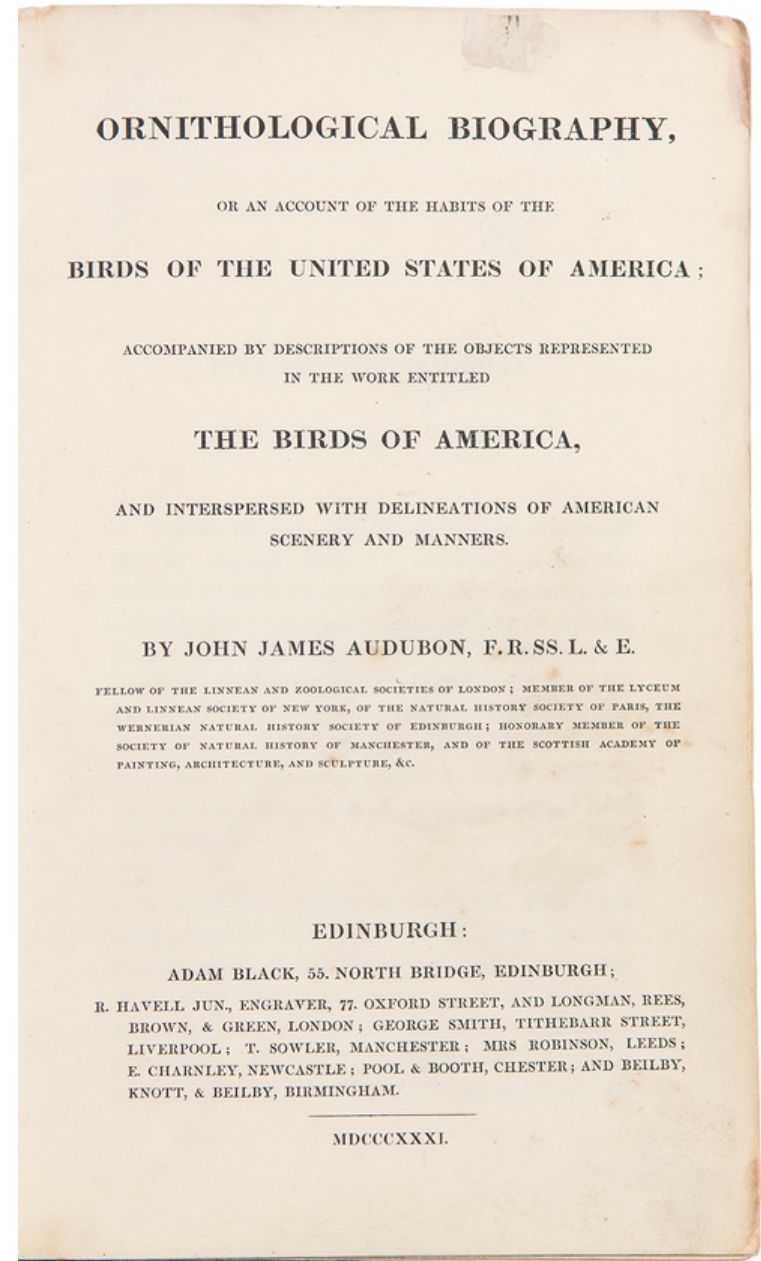 ORNITHOLOGICAL BIOGRAPHY,
OR AN ACCOUNT OF THE HABITS OF THE
BIRDS OF THE UNITED STATES OF AMERICA;
ACCOMPANIED BY DESCRIPTIONS OF THE OBJECTS REPRESENTED
IN THE WORK ENTITLED
THE BIRDS OF AMERICA,
AND INTERSPERSED WITH DELINEATIONS OF AMERICAN
SCENERY AND MANNERS.
BY JOHN JAMES AUDUBON, F.R.SS.L. & E.
FELLOW OF THE LINNEAN AND ZOOLOGICAL SOCIETIES OF LONDON; MEMBER OF THE LYCEUM
AND LINNEAN SOCIETY OF NEW YORK, OF THE NATURAL HISTORY SOCIETY OF PARIS, THE
WERNERIAN NATURAL HISTORY SOCIETY OF EDINBURGH; HONORARY MEMBER OF THE
SOCIETY OF NATURAL HISTORY OF MANCHESTER, AND OF THE SCOTTISH ACADEMY OF
PAINTING, ARCHITECTURE, AND SCULPTURE, &c.
EDINBURGH:
ADAM BLACK, 55. NORTH BRIDGE, EDINBURGH;
R. HAVELL JUN., ENGRAVER, 77. OXFORD STREET, AND LONGMAN, REES,
BROWN, & GREEN, LONDON; GEORGE SMITH, TITHEBARR STREET,
LIVERPOOL; T. SOWLER, MANCHESTER; MRS ROBINSON, LEEDS;
E. CHARNLEY, NEWCASTLE; POOL & BOOTH, CHESTER; AND BEILBY,
KNOTT, & BEILBY, BIRMINGHAM.
MDCCCXXXI.